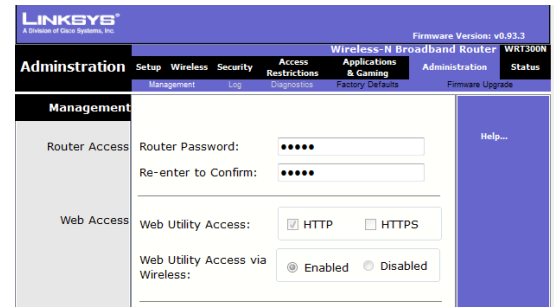 LINKSYS®
A Division of Cisco Systems, Inc.
Firmware Version: v0.93.3
Wireless-N Broadband Router WRT300N
Adminstration Setup Wireless Security Access Restrictions Applications & Gaming Administration Status
Management Log Diagnostics Factory Defaults Firmware Upgrade
Management
Help...
Router Access Router Password: •••••
Re-enter to Confirm: •••••
Web Access Web Utility Access: HTTP HTTPS
Web Utility Access via
Wireless: Enabled Disabled